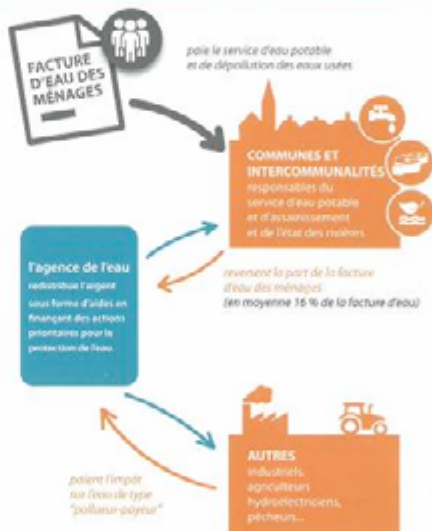 FACTURE
D'EAU DES
MÉNAGES
paie le service d'eau potable
et de dépollution des eaux usées
COMMUNES ET
INTERCOMMUNALITÉS
responsables du
service d'eau potable
et d'assainissement
et de l'état des rivières
l'agence de l'eau
redistribue l'argent
sous forme d'aides en
finançant des actions
prioritaires pour la
protection de l'eau
reversent la part de la facture
d'eau des ménages
(en moyenne 16 % de la facture d'eau)
AUTRES
industriels,
agriculteurs
hydroélectriciens,
pêcheurs...
paient l'impôt
sur l'eau de type
"pollueur-payeur"